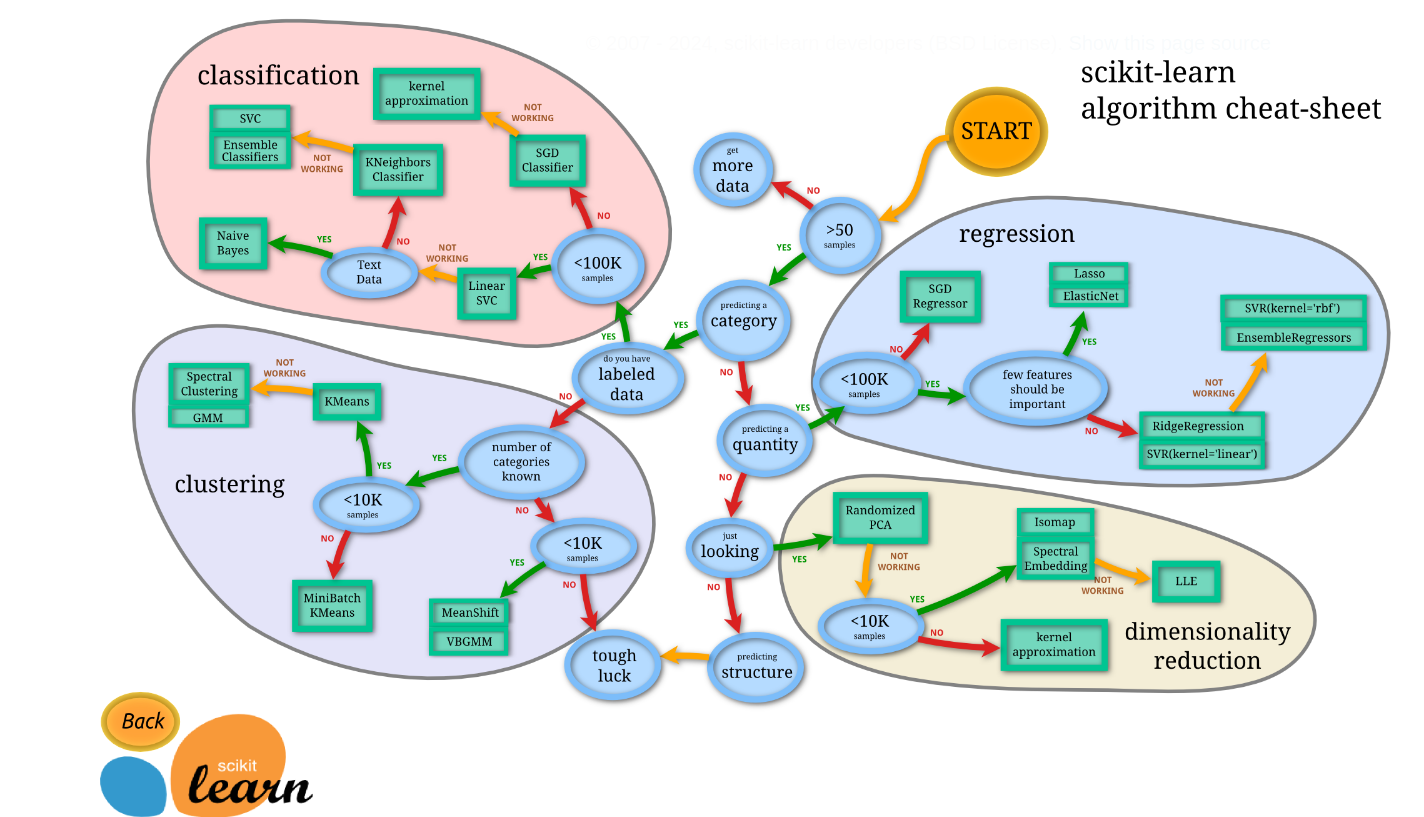 scikit-learn
algorithm cheat-sheet
START
>50
samples
NO
get
more
data
YES
predicting a
category
YES
NO
do you have
labeled
data
YES
NO
predicting a
quantity
YES
NO
just
looking
YES
NO
predicting
structure
tough
luck
classification
kernel
approximation
NOT
WORKING
SVC
Ensemble
Classifiers
NOT
WORKING
KNeighbors
Classifier
SGD
Classifier
NO
Naive
Bayes
YES
NO
Text
Data
NOT
WORKING
Linear
SVC
YES
<100K
samples
regression
SGD
Regressor
NO
<100K
samples
YES
Lasso
ElasticNet
YES
few features
should be
important
NO
SVR(kernel='rbf')
EnsembleRegressors
NOT
WORKING
RidgeRegression
SVR(kernel='linear')
clustering
Spectral
Clustering
GMM
NOT
WORKING
KMeans
YES
<10K
samples
NO
MiniBatch
KMeans
YES
number of
categories
known
NO
<10K
samples
YES
NO
MeanShift
VBGMM
dimensionality
reduction
Randomized
PCA
NOT
WORKING
<10K
samples
YES
NO
Isomap
Spectral
Embedding
NOT
WORKING
LLE
kernel
approximation
Back
scikit
learn